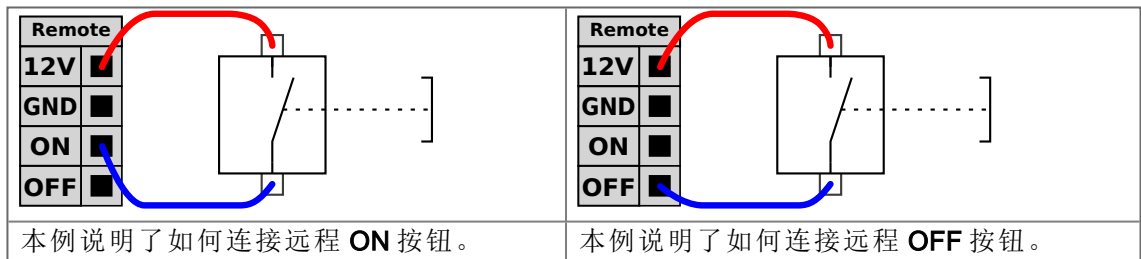 Remote
12V
GND
ON
OFF
本例说明了如何连接远程 ON 按钮。
Remote
12V
GND
ON
OFF
本例说明了如何连接远程 OFF 按钮。